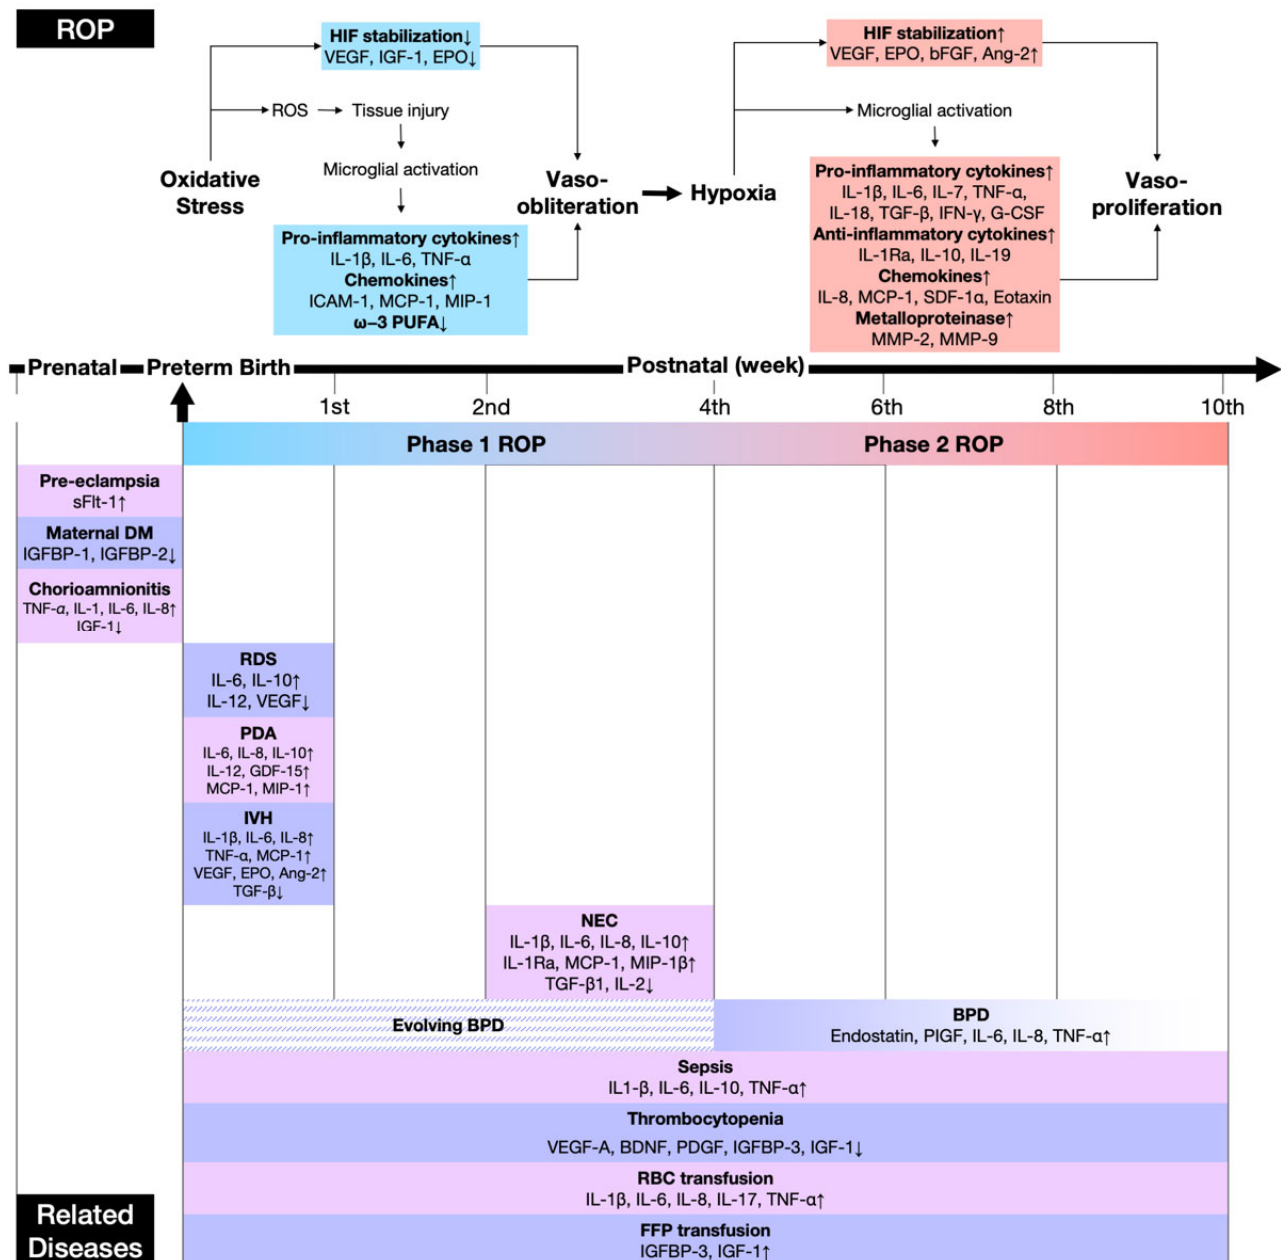 ROP
HIF stabilization↓
VEGF, IGF-1, EPO↓
ROS
Tissue injury
Microglial activation
Oxidative
Stress
Pro-inflammatory cytokines↑
IL-1β, IL-6, TNF-α
Chemokines↑
ICAM-1, MCP-1, MIP-1
ω–3 PUFA↓
Vaso-
obliteration
Hypoxia
HIF stabilization↑
VEGF, EPO, bFGF, Ang-2↑
Microglial activation
Pro-inflammatory cytokines↑
IL-1β, IL-6, IL-7, TNF-α,
IL-18, TGF-β, IFN-γ, G-CSF
Anti-inflammatory cytokines↑
IL-1Ra, IL-10, IL-19
Chemokines↑
IL-8, MCP-1, SDF-1α, Eotaxin
Metalloproteinase↑
MMP-2, MMP-9
Vaso-
proliferation
Prenatal
Preterm Birth
Postnatal (week)
1st
2nd
4th
6th
8th
10th
Phase 1 ROP
Phase 2 ROP
Pre-eclampsia
sFlt-1↑
Maternal DM
IGFBP-1, IGFBP-2↓
Chorioamnionitis
TNF-α, IL-1, IL-6, IL-8↑
IGF-1↓
RDS
IL-6, IL-10↑
IL-12, VEGF↓
PDA
IL-6, IL-8, IL-10↑
IL-12, GDF-15↑
MCP-1, MIP-1↑
IVH
IL-1β, IL-6, IL-8↑
TNF-α, MCP-1↑
VEGF, EPO, Ang-2↑
TGF-β↓
NEC
IL-1β, IL-6, IL-8, IL-10↑
IL-1Ra, MCP-1, MIP-1β↑
TGF-β1, IL-2↓
Evolving BPD
BPD
Endostatin, PIGF, IL-6, IL-8, TNF-α↑
Sepsis
IL1-β, IL-6, IL-10, TNF-α↑
Thrombocytopenia
VEGF-A, BDNF, PDGF, IGFBP-3, IGF-1↓
RBC transfusion
IL-1β, IL-6, IL-8, IL-17, TNF-α↑
FFP transfusion
IGFBP-3, IGF-1↑
Related
Diseases